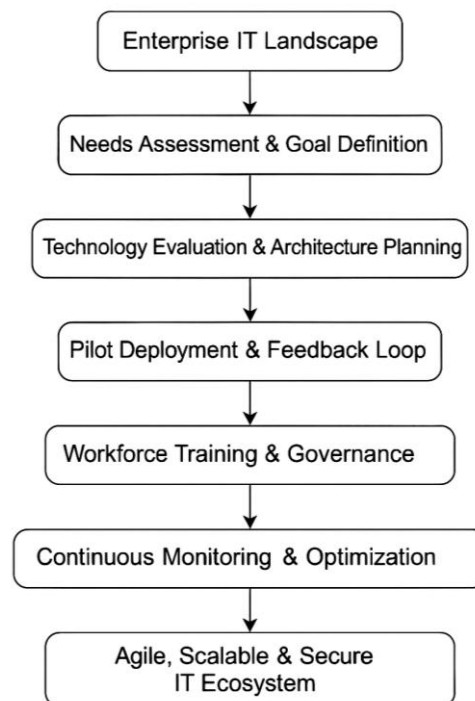 Enterprise IT Landscape
Needs Assessment & Goal Definition
Technology Evaluation & Architecture Planning
Pilot Deployment & Feedback Loop
Workforce Training & Governance
Continuous Monitoring & Optimization
Agile, Scalable & Secure
IT Ecosystem